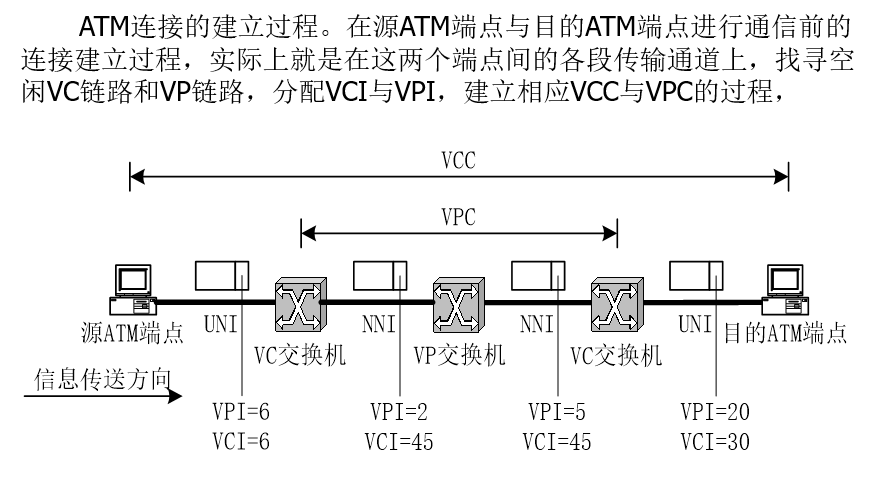 ATM连接的建立过程。在源ATM端点与目的ATM端点进行通信前的
连接建立过程，实际上就是在这两个端点间的各段传输通道上，找寻空
闲VC链路和VP链路，分配VCI与VPI，建立相应VCC与VPC的过程，
VCC
VPC
UNI NNI NNI UNI
源ATM端点 目的ATM端点
VC交换机 VP交换机 VC交换机
信息传送方向
VPI=6 VPI=2 VPI=5 VPI=20
VCI=6 VCI=45 VCI=45 VCI=30